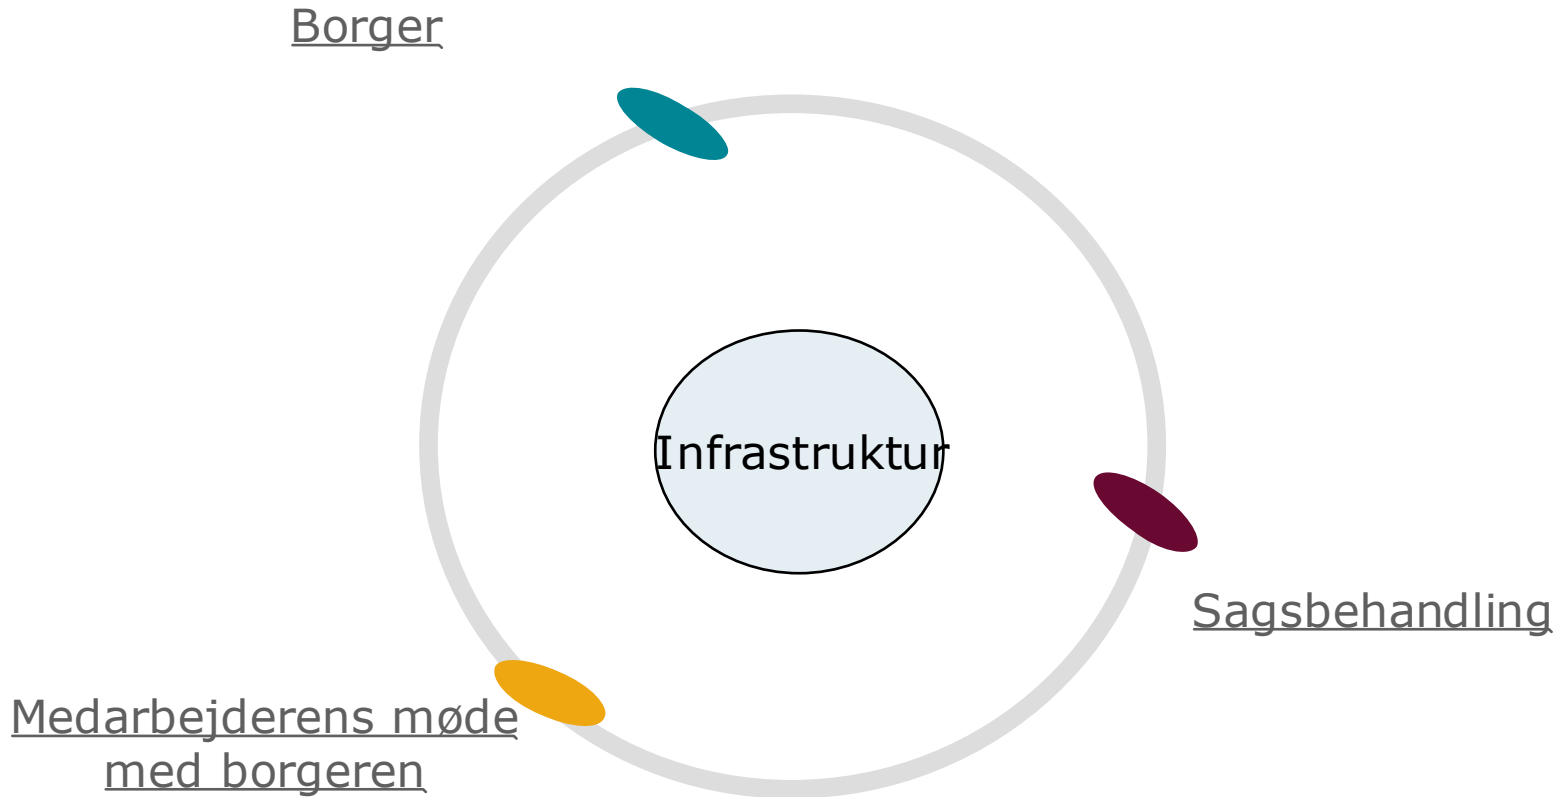 Borger
Infrastruktur
Sagsbehandling
Medarbejderens møde
med borgeren